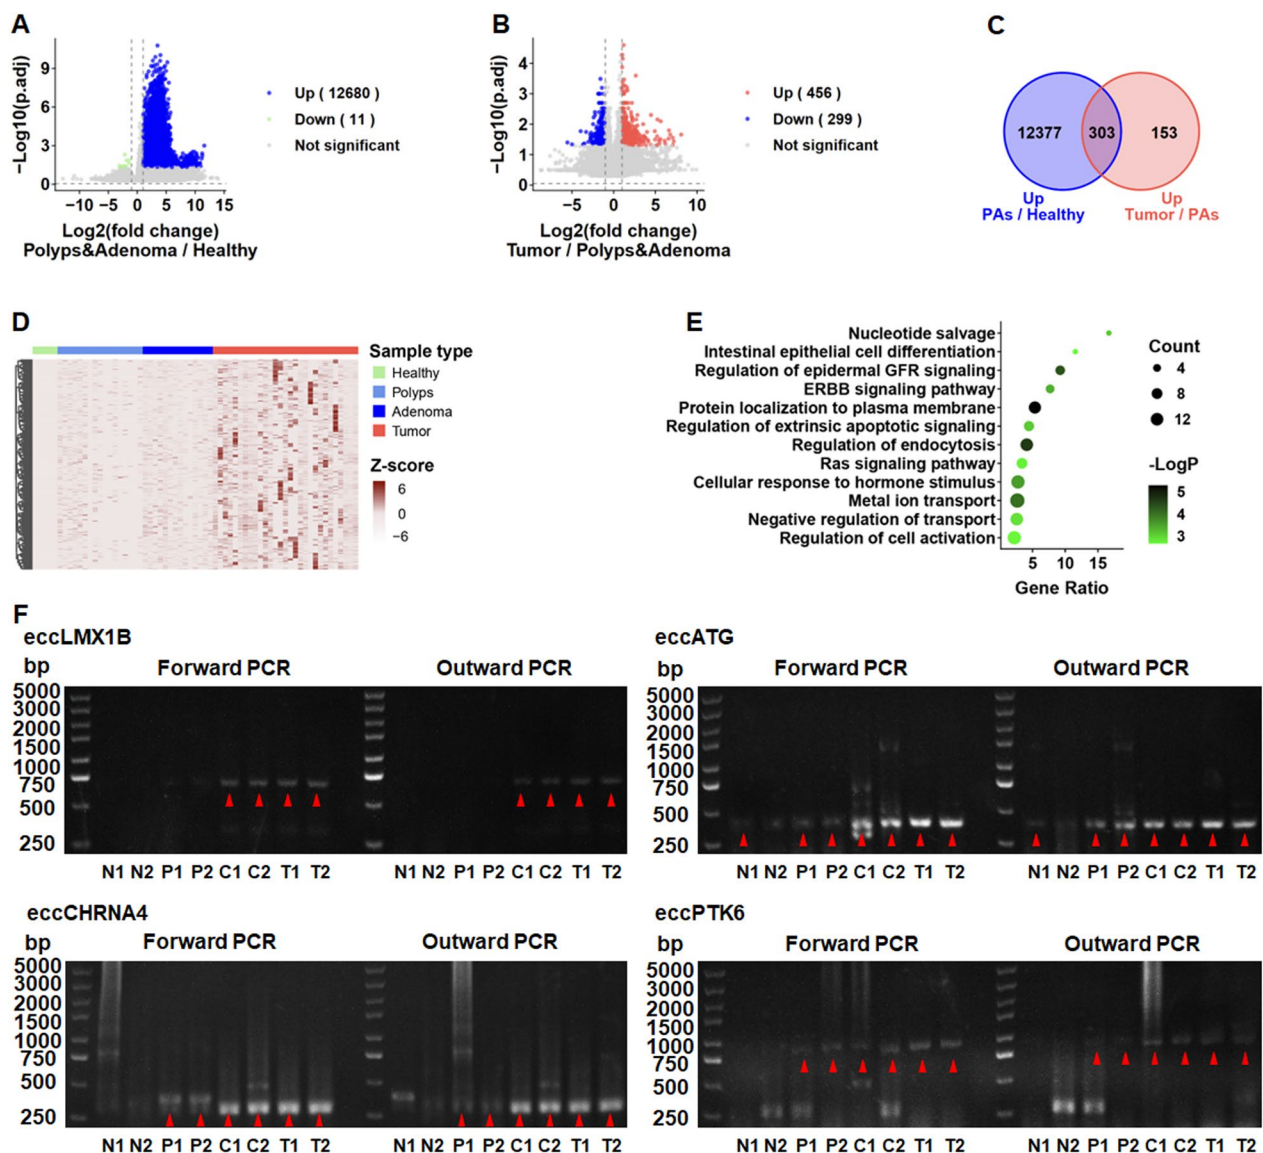 A
−Log10(p.adj)
9
6
3
0
−10 −5 0 5 10 15
Log2(fold change)
Polyps&Adenoma / Healthy
Up ( 12680 )
Down ( 11 )
Not significant
B
−Log10(p.adj)
4
3
2
1
0
−5 0 5 10
Log2(fold change)
Tumor / Polyps&Adenoma
Up ( 456 )
Down ( 299 )
Not significant
C
12377 303 153
Up
PAs / Healthy
Up
Tumor / PAs
D
Sample type
Healthy
Polyps
Adenoma
Tumor
Z-score
6
0
−6
E
Nucleotide salvage
Intestinal epithelial cell differentiation
Regulation of epidermal GFR signaling
ERBB signaling pathway
Protein localization to plasma membrane
Regulation of extrinsic apoptotic signaling
Regulation of endocytosis
Ras signaling pathway
Cellular response to hormone stimulus
Metal ion transport
Negative regulation of transport
Regulation of cell activation
5 10 15
Gene Ratio
Count
4
8
12
-LogP
5
4
3
F
eccLMX1B
bp Forward PCR Outward PCR
5000
3000
2000
1500
1000
750
500
250
N1 N2 P1 P2 C1 C2 T1 T2 N1 N2 P1 P2 C1 C2 T1 T2
eccATG
bp Forward PCR Outward PCR
5000
3000
2000
1500
1000
750
500
250
N1 N2 P1 P2 C1 C2 T1 T2 N1 N2 P1 P2 C1 C2 T1 T2
eccCHRNA4
bp Forward PCR Outward PCR
5000
3000
2000
1500
1000
750
500
250
N1 N2 P1 P2 C1 C2 T1 T2 N1 N2 P1 P2 C1 C2 T1 T2
eccPTK6
bp Forward PCR Outward PCR
5000
3000
2000
1500
1000
750
500
250
N1 N2 P1 P2 C1 C2 T1 T2 N1 N2 P1 P2 C1 C2 T1 T2